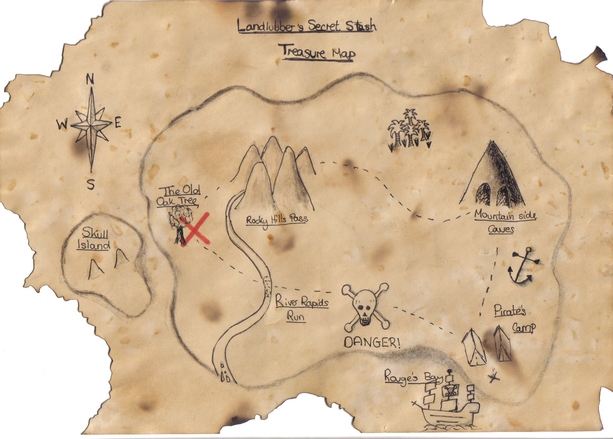 Landlubber's Secret Stash
Treasure Map
N
W E
S
The Old
Oak Tree
Rocky Hills Pass
Mountain side
Caves
Skull
Island
River Rapids
Run
DANGER!
Pirate's
Camp
Rouge's Bay